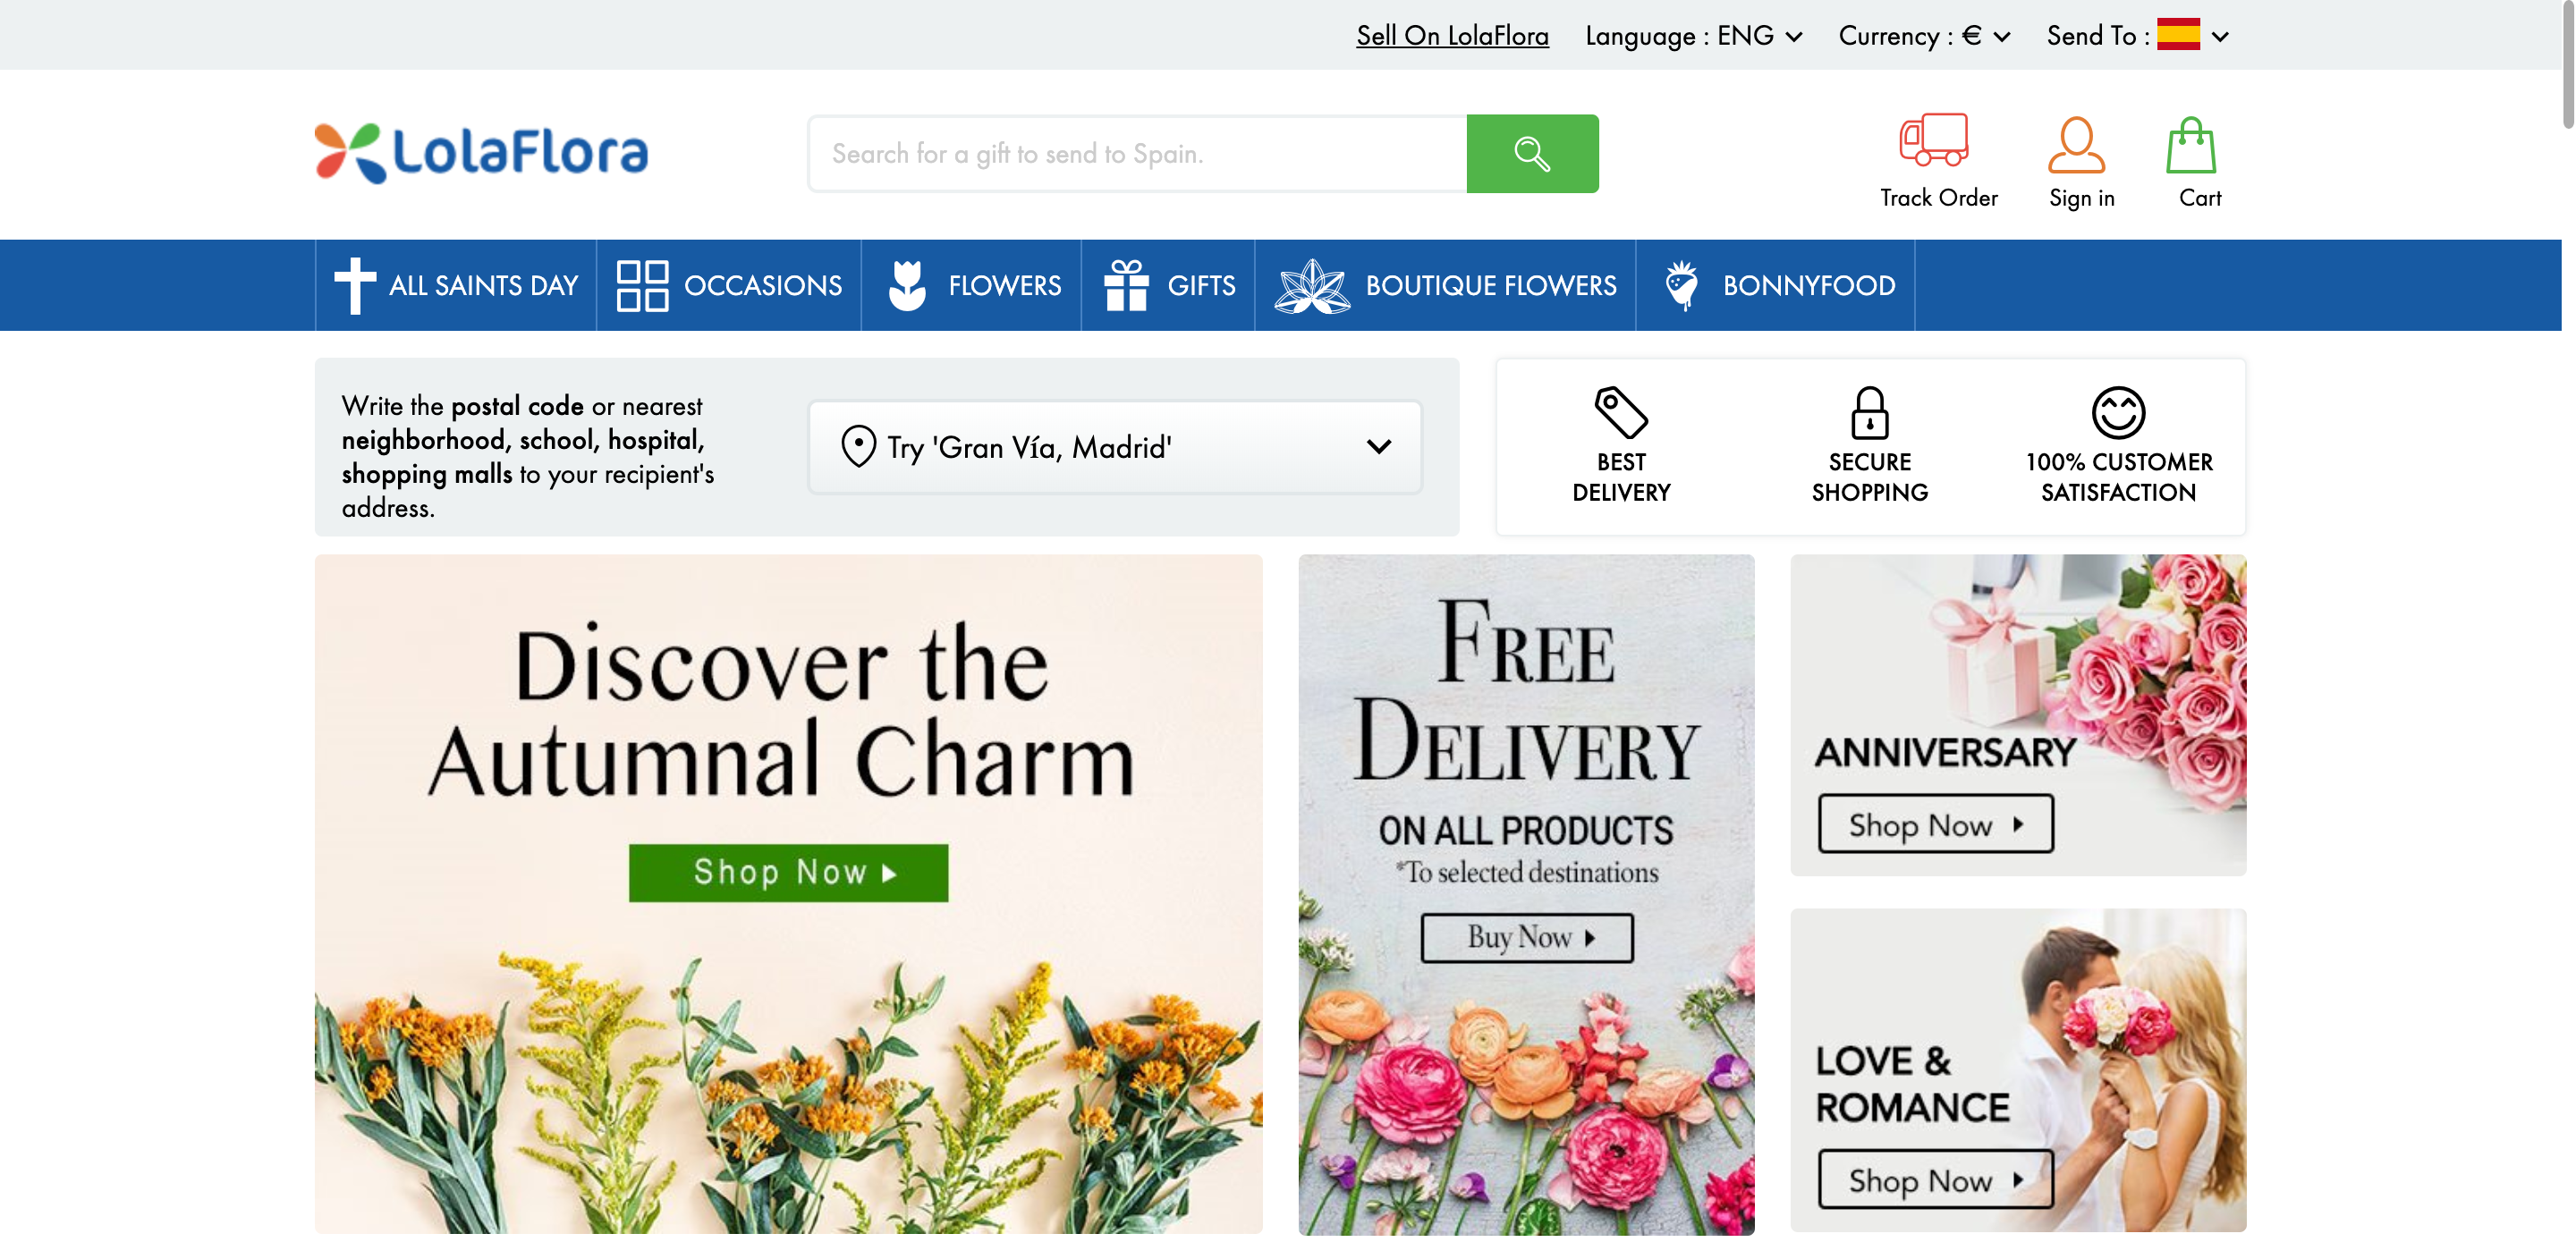 Sell On LolaFlora
Language : ENG
Currency : €
Send To :
LolaFlora
Search for a gift to send to Spain.
Track Order
Sign in
Cart
ALL SAINTS DAY
OCCASIONS
FLOWERS
GIFTS
BOUTIQUE FLOWERS
BONNYFOOD
Write the postal code or nearest
neighborhood, school, hospital,
shopping malls to your recipient's
address.
Try 'Gran Vía, Madrid'
BEST
DELIVERY
SECURE
SHOPPING
100% CUSTOMER
SATISFACTION
Discover the
Autumnal Charm
Shop Now
FREE
DELIVERY
ON ALL PRODUCTS
*To selected destinations
Buy Now
ANNIVERSARY
Shop Now
LOVE &
ROMANCE
Shop Now